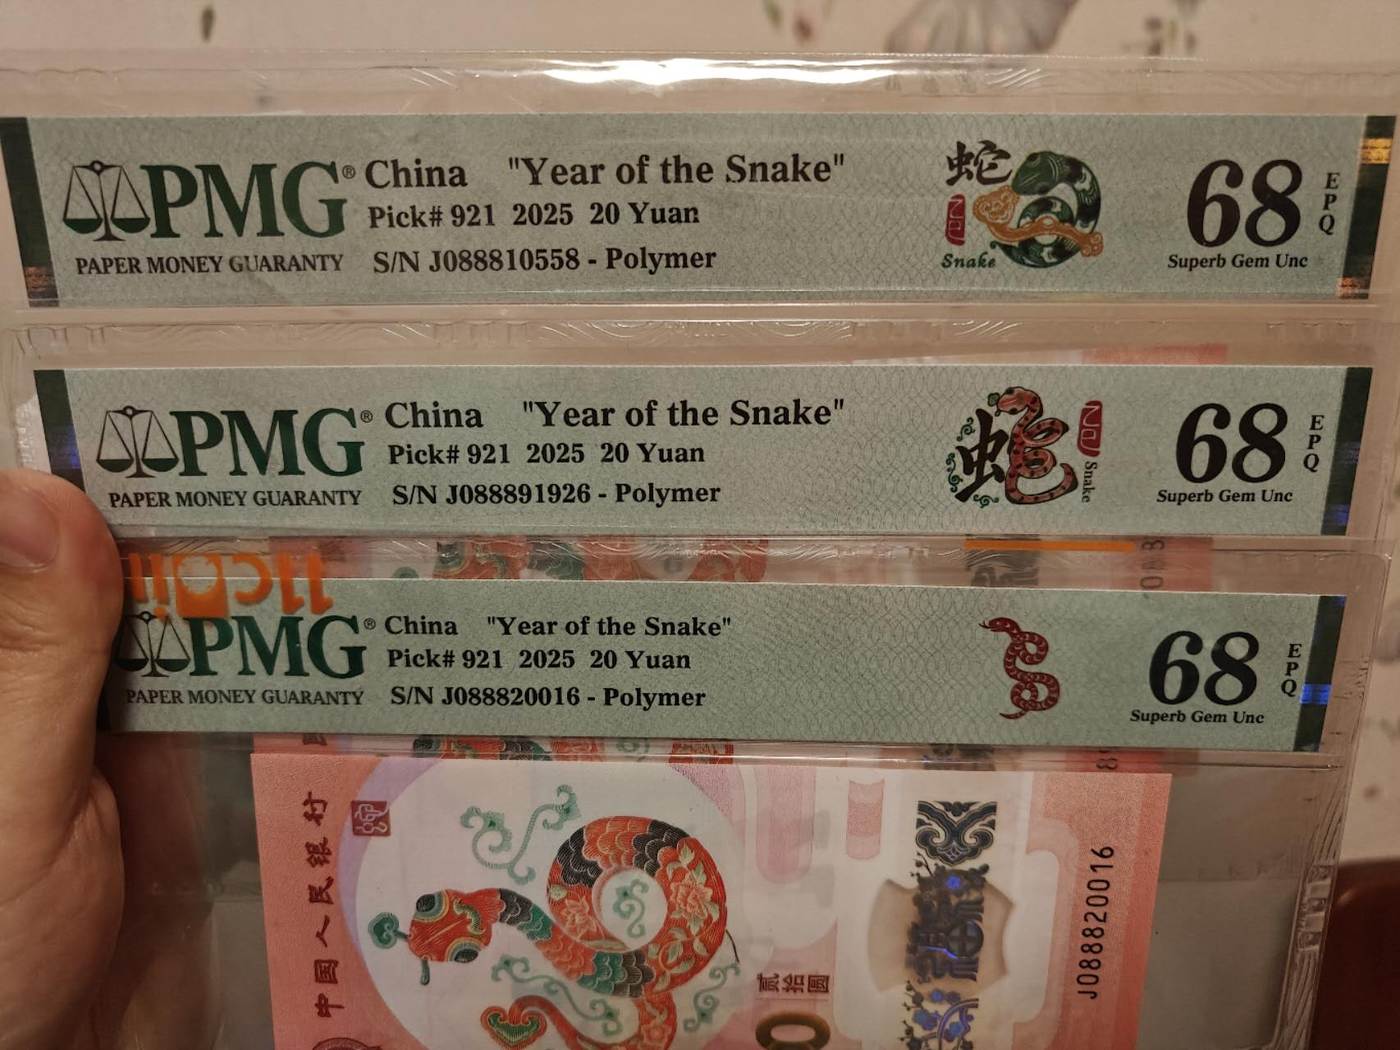 PMG® China "Year of the Snake"
Pick# 921 2025 20 Yuan
PAPER MONEY GUARANTY S/N J088810558 - Polymer
蛇
Snake
68 EPQ
Superb Gem Unc
PMG® China "Year of the Snake"
Pick# 921 2025 20 Yuan
PAPER MONEY GUARANTY S/N J088891926 - Polymer
蛇
Snake
68 EPQ
Superb Gem Unc
11coin
PMG® China "Year of the Snake"
Pick# 921 2025 20 Yuan
PAPER MONEY GUARANTY S/N J088820016 - Polymer
68 EPQ
Superb Gem Unc
中国人民银行
贰拾圆
J088820016